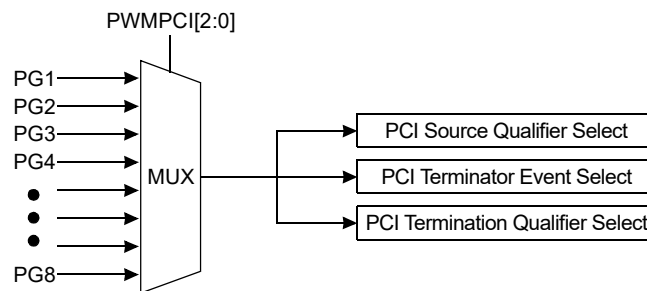 PWMPCI[2:0]
PG1
PG2
PG3
PG4
PG8
MUX
PCI Source Qualifier Select
PCI Terminator Event Select
PCI Termination Qualifier Select